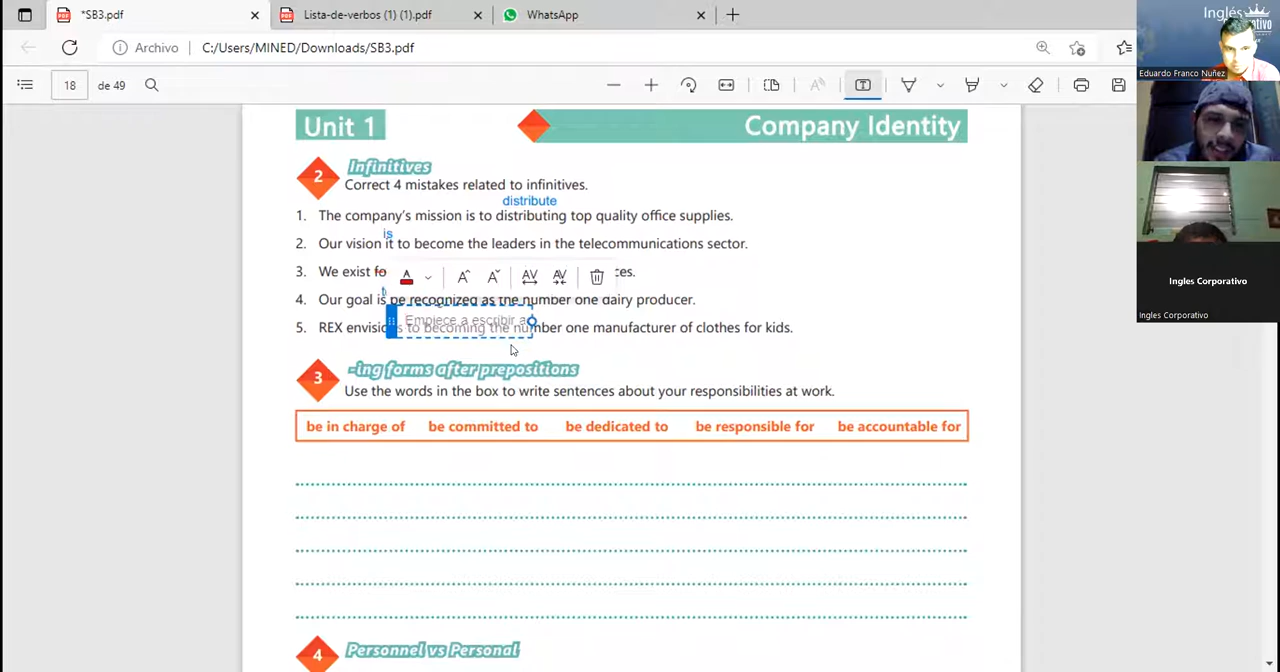 *SB3.pdf
Lista-de-verbos (1) (1).pdf
WhatsApp
Archivo
C:/Users/MINED/Downloads/SB3.pdf
18
de 49
Unit 1
Company Identity
2
Infinitives
Correct 4 mistakes related to infinitives.
distribute
1. The company's mission is to distributing top quality office supplies.
is
2. Our vision it to become the leaders in the telecommunications sector.
3. We exist fo
4. Our goal is be recognized as the number one dairy producer.
Empiece a escribir a
5. REX envisions to becoming the number one manufacturer of clothes for kids.
3
-ing forms after prepositions
Use the words in the box to write sentences about your responsibilities at work.
be in charge of be committed to be dedicated to be responsible for be accountable for
4
Personnel vs Personal
Inglés
Eduardo Franco Nuñez
Ingles Corporativo
Ingles Corporativo